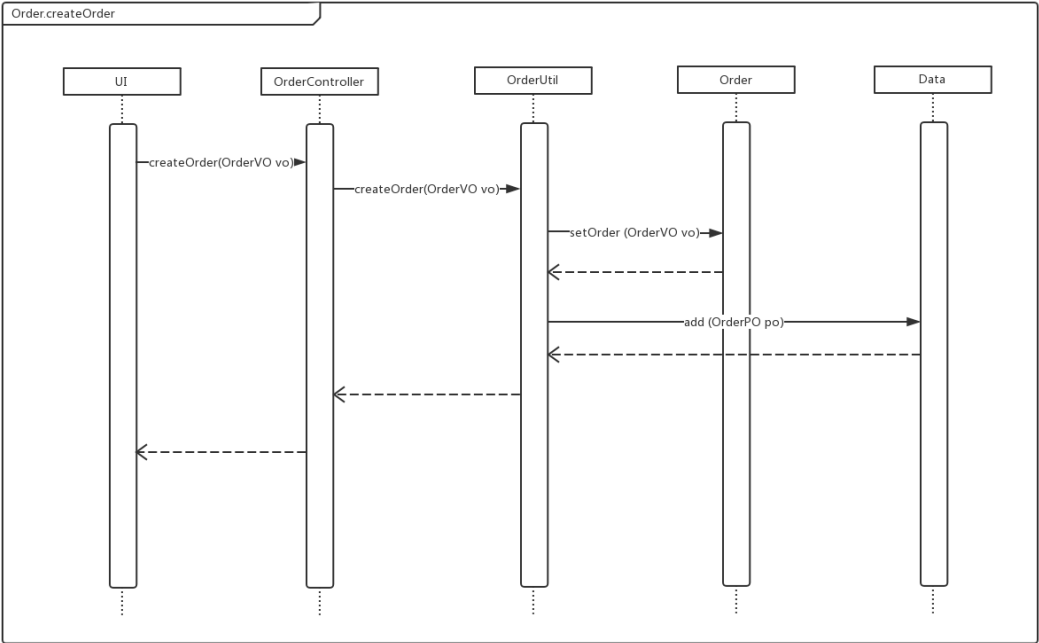 Order.createOrder
UI
OrderController
OrderUtil
Order
Data
createOrder(OrderVO vo)
createOrder(OrderVO vo)
setOrder (OrderVO vo)
add (OrderPO po)